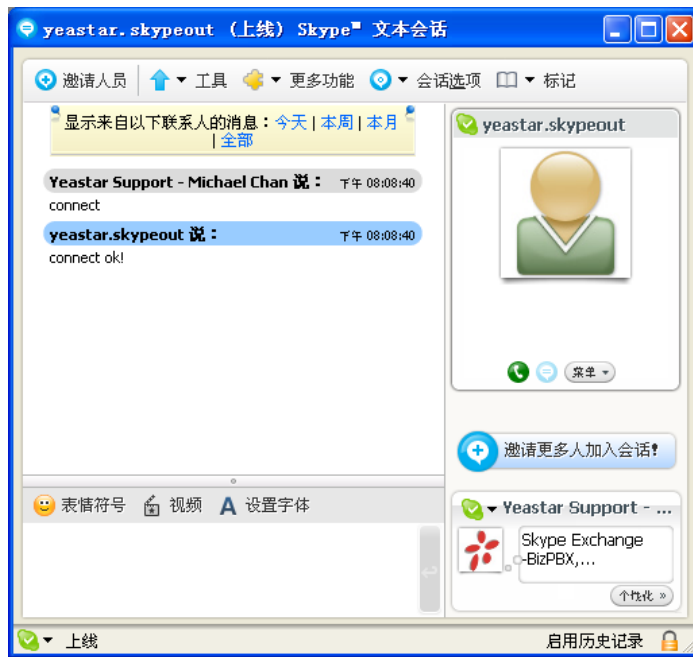 yeastar.skypeout (上线) Skype™ 文本会话
邀请人员 工具 更多功能 会话选项 标记
显示来自以下联系人的消息：今天 | 本周 | 本月
| 全部
Yeastar Support - Michael Chan 说： 下午 08:08:40
connect
yeastar.skypeout 说： 下午 08:08:40
connect ok!
yeastar.skypeout
菜单
邀请更多人加入会话!
表情符号 视频 A 设置字体
Yeastar Support - ...
Skype Exchange
-BizPBX,...
个性化 »
上线 启用历史记录